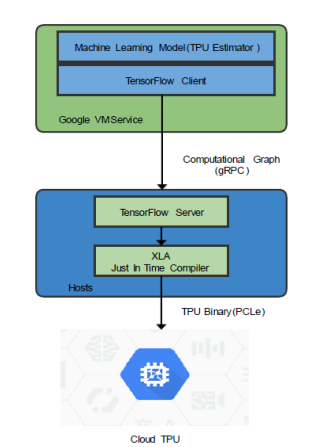 Machine Learning Model(TPU Estimator )
TensorFlow Client
Google VMService
Computational Graph
(gRPC)
TensorFlow Server
XLA
Just In Time Compiler
Hosts
TPU Binary(PCLe)
Cloud TPU